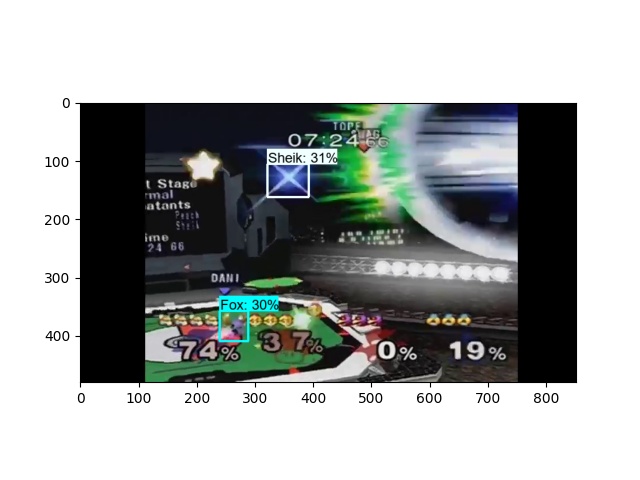 0
100
200
300
400
0 100 200 300 400 500 600 700 800
TOPE
07:24 66
Sheik: 31%
t Stage
rmal
atants
Peach
Sheik
ime
24 66
DANI
Fox: 30%
74% 37% 0% 19%